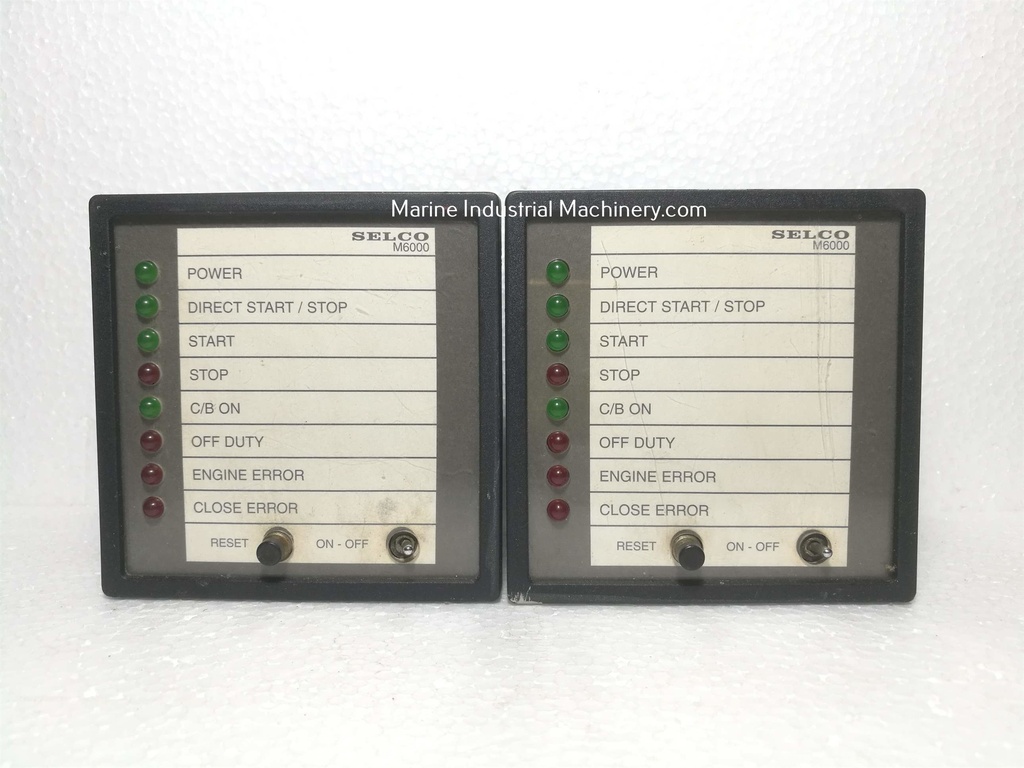 Marine Industrial Machinery.com
SELCO
M6000
POWER
DIRECT START / STOP
START
STOP
C/B ON
OFF DUTY
ENGINE ERROR
CLOSE ERROR
RESET ON - OFF
SELCO
M6000
POWER
DIRECT START / STOP
START
STOP
C/B ON
OFF DUTY
ENGINE ERROR
CLOSE ERROR
RESET ON - OFF